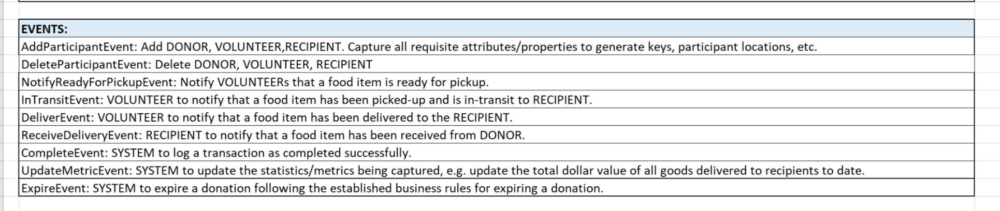 EVENTS:
AddParticipantEvent: Add DONOR, VOLUNTEER,RECIPIENT. Capture all requisite attributes/properties to generate keys, participant locations, etc.
DeleteParticipantEvent: Delete DONOR, VOLUNTEER, RECIPIENT
NotifyReadyForPickupEvent: Notify VOLUNTEERs that a food item is ready for pickup.
InTransitEvent: VOLUNTEER to notify that a food item has been picked-up and is in-transit to RECIPIENT.
DeliverEvent: VOLUNTEER to notify that a food item has been delivered to the RECIPIENT.
ReceiveDeliveryEvent: RECIPIENT to notify that a food item has been received from DONOR.
CompleteEvent: SYSTEM to log a transaction as completed successfully.
UpdateMetricEvent: SYSTEM to update the statistics/metrics being captured, e.g. update the total dollar value of all goods delivered to recipients to date.
ExpireEvent: SYSTEM to expire a donation following the established business rules for expiring a donation.